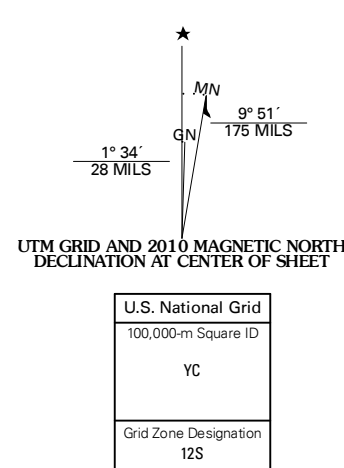 ★
MN
9° 51´
175 MILS
GN
1° 34´
28 MILS
UTM GRID AND 2010 MAGNETIC NORTH
DECLINATION AT CENTER OF SHEET
U.S. National Grid
100,000-m Square ID
YC
Grid Zone Designation
12S